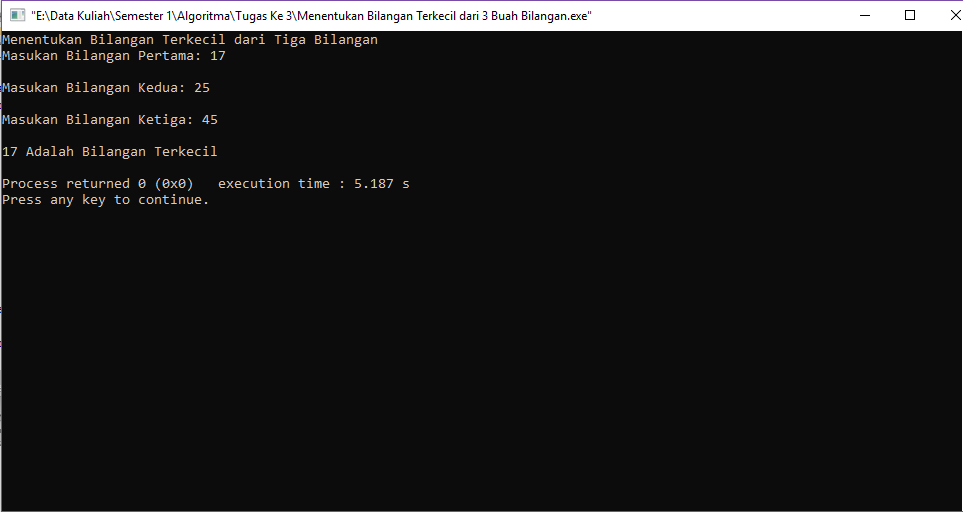 "E:\Data Kuliah\Semester 1\Algoritma\Tugas Ke 3\Menentukan Bilangan Terkecil dari 3 Buah Bilangan.exe"
Menentukan Bilangan Terkecil dari Tiga Bilangan
Masukan Bilangan Pertama: 17
Masukan Bilangan Kedua: 25
Masukan Bilangan Ketiga: 45
17 Adalah Bilangan Terkecil
Process returned 0 (0x0)   execution time : 5.187 s
Press any key to continue.